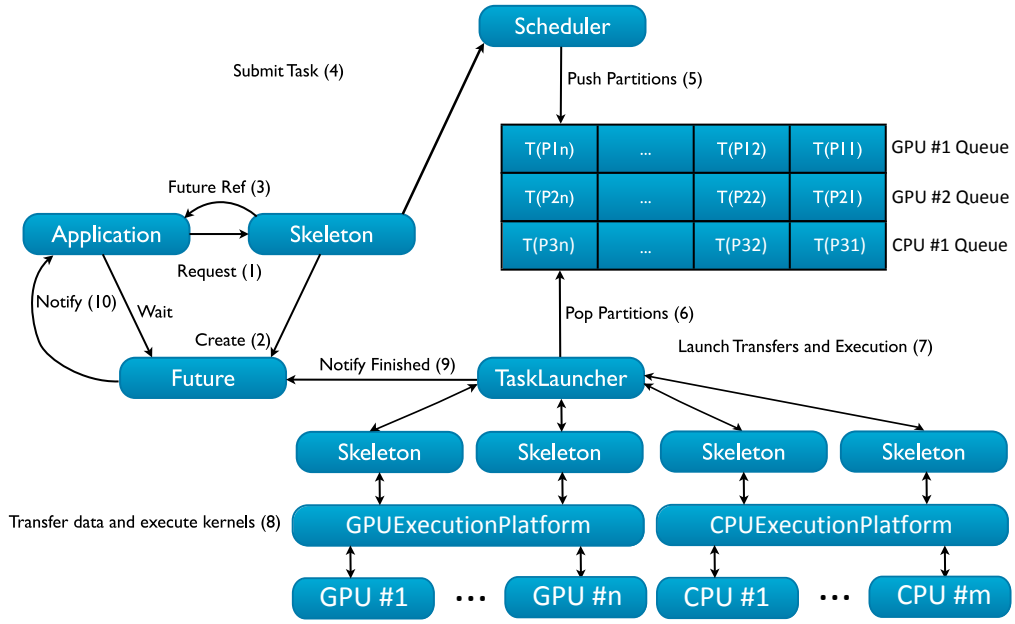 Scheduler
Submit Task (4)
Push Partitions (5)
T(P1n) ... T(P12) T(P11) GPU #1 Queue
T(P2n) ... T(P22) T(P21) GPU #2 Queue
T(P3n) ... T(P32) T(P31) CPU #1 Queue
Future Ref (3)
Application
Skeleton
Request (1)
Notify (10)
Wait
Create (2)
Pop Partitions (6)
Launch Transfers and Execution (7)
Future
Notify Finished (9)
TaskLauncher
Skeleton Skeleton Skeleton Skeleton
Transfer data and execute kernels (8)
GPUExecutionPlatform CPUExecutionPlatform
GPU #1 ... GPU #n CPU #1 ... CPU #m